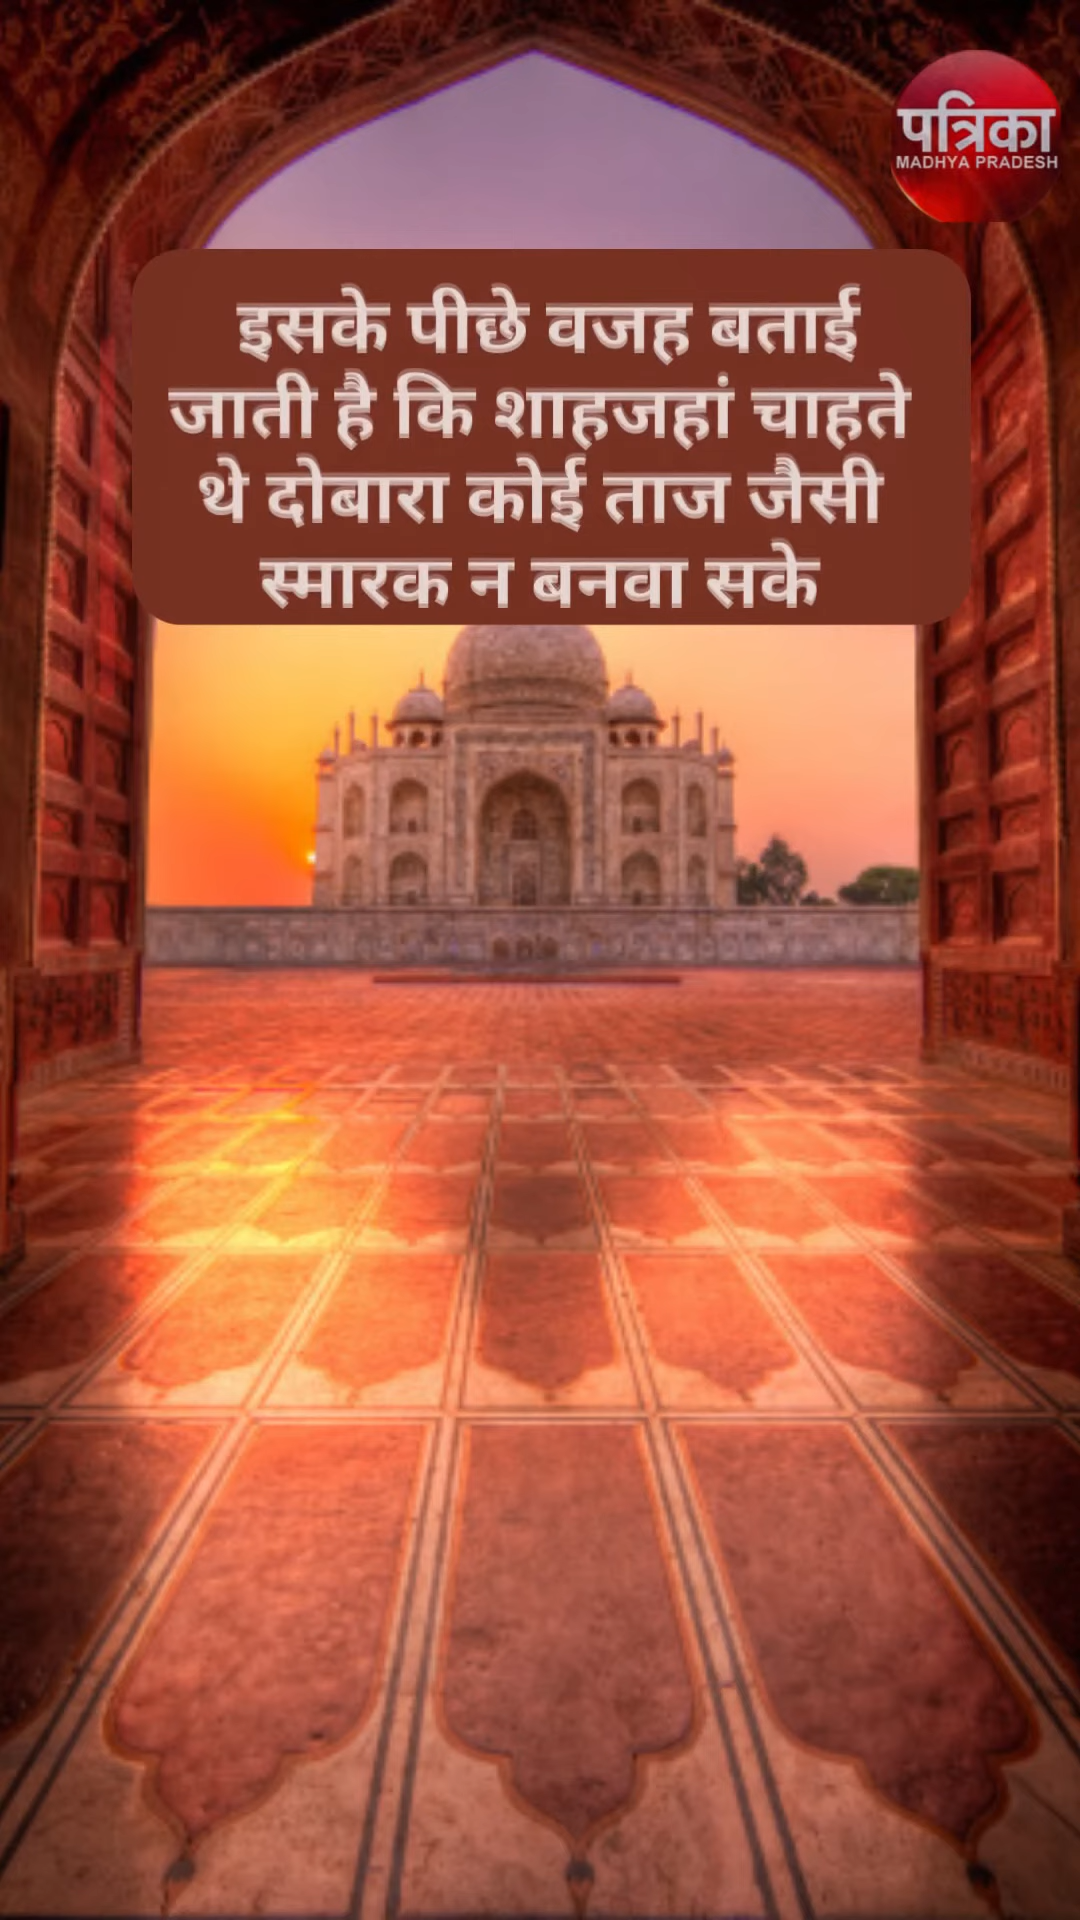 पत्रिका
MADHYA PRADESH
इसके पीछे वजह बताई
जाती है कि शाहजहां चाहते
थे दोबारा कोई ताज जैसी
स्मारक न बनवा सके